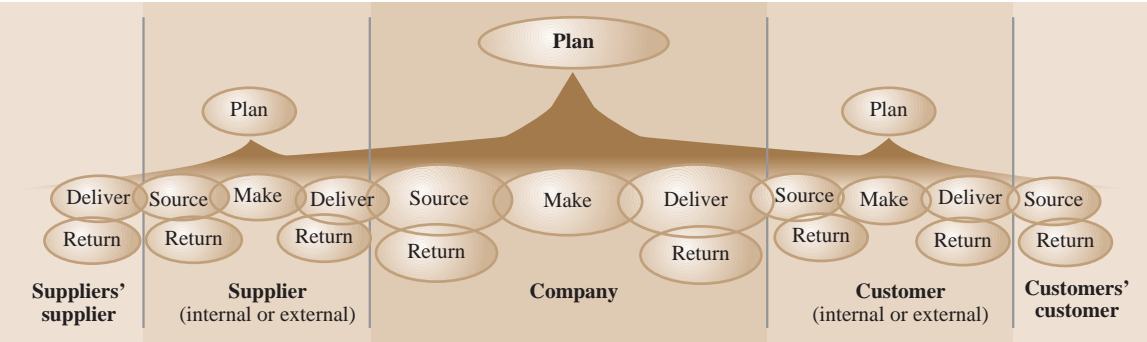 Plan
Plan
Plan
Deliver
Source
Make
Deliver
Source
Make
Deliver
Source
Make
Deliver
Source
Return
Return
Return
Return
Return
Return
Return
Return
Suppliers'
supplier
Supplier
(internal or external)
Company
Customer
(internal or external)
Customers'
customer